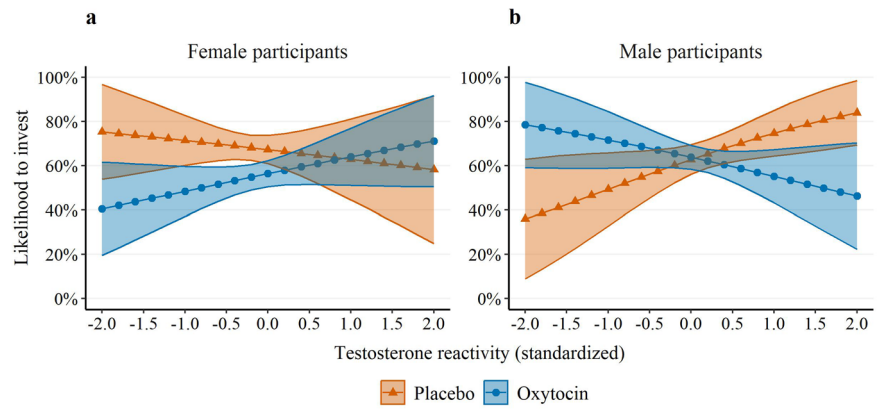 a
b
Female participants
Male participants
Likelihood to invest
100%
80%
60%
40%
20%
0%
-2.0 -1.5 -1.0 -0.5 0.0 0.5 1.0 1.5 2.0
100%
80%
60%
40%
20%
0%
-2.0 -1.5 -1.0 -0.5 0.0 0.5 1.0 1.5 2.0
Testosterone reactivity (standardized)
Placebo Oxytocin